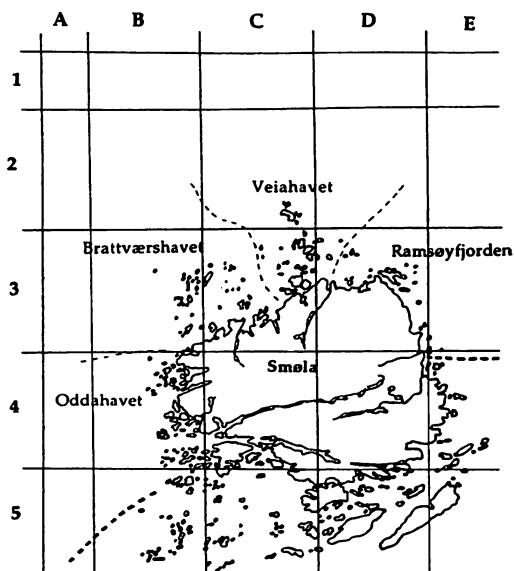 A B C D E
1
2
Veiahavet
Brattværshavet
Ramsøyfjorden
3
Smøla
Oddahavet
4
5